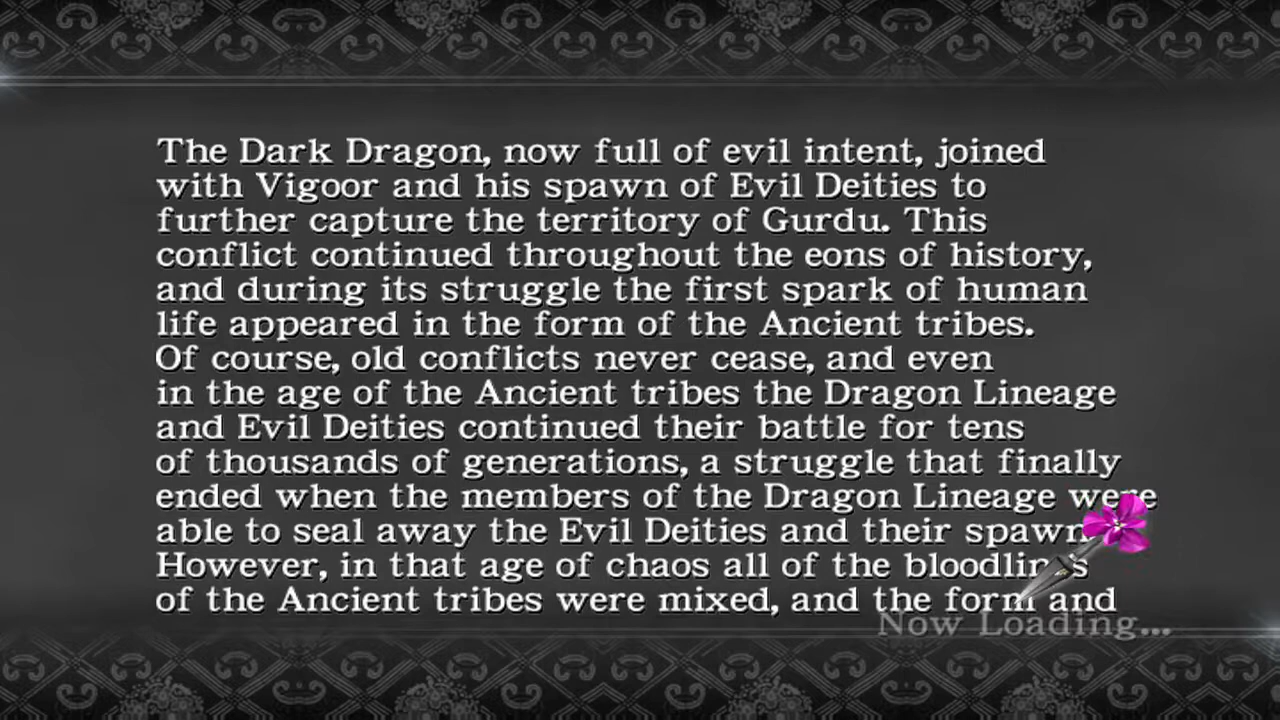 The Dark Dragon, now full of evil intent, joined
with Vigoor and his spawn of Evil Deities to
further capture the territory of Gurdu. This
conflict continued throughout the eons of history,
and during its struggle the first spark of human
life appeared in the form of the Ancient tribes.
Of course, old conflicts never cease, and even
in the age of the Ancient tribes the Dragon Lineage
and Evil Deities continued their battle for tens
of thousands of generations, a struggle that finally
ended when the members of the Dragon Lineage were
able to seal away the Evil Deities and their spawn
However, in that age of chaos all of the bloodlines
of the Ancient tribes were mixed, and the form and
Now Loading...